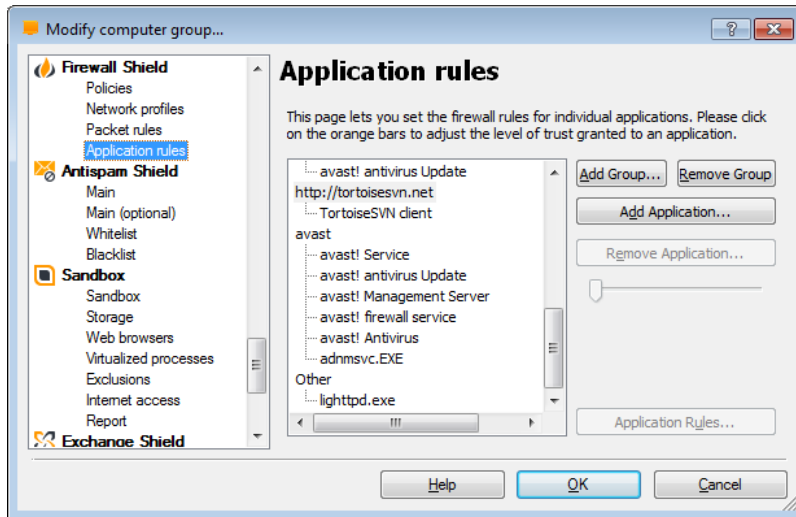 Modify computer group...
?
Firewall Shield
Policies
Network profiles
Packet rules
Application rules
Antispam Shield
Main
Main (optional)
Whitelist
Blacklist
Sandbox
Sandbox
Storage
Web browsers
Virtualized processes
Exclusions
Internet access
Report
Exchange Shield
Application rules
This page lets you set the firewall rules for individual applications. Please click
on the orange bars to adjust the level of trust granted to an application.
avast! antivirus Update
http://tortoisesvn.net
TortoiseSVN client
avast
avast! Service
avast! antivirus Update
avast! Management Server
avast! firewall service
avast! Antivirus
adnmsvc.EXE
Other
lighttpd.exe
Add Group... Remove Group
Add Application...
Remove Application...
Application Rules...
Help OK Cancel